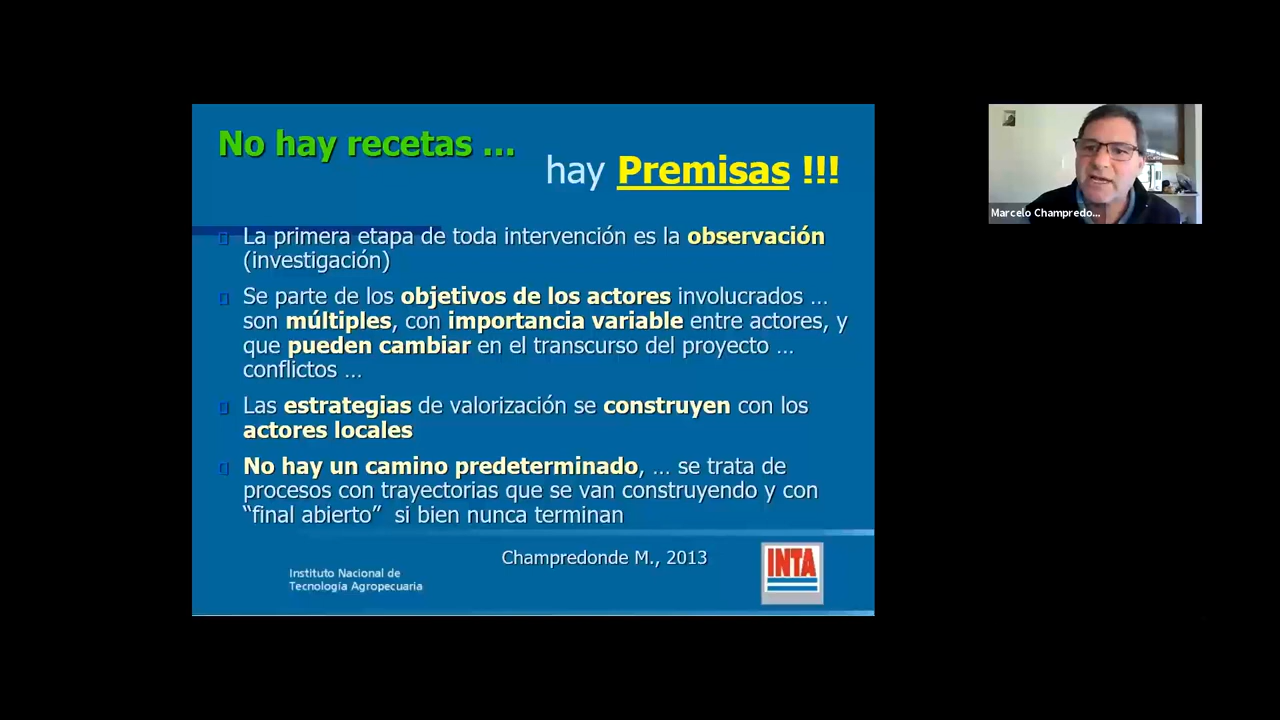 No hay recetas ...
hay Premisas !!!
La primera etapa de toda intervención es la observación
(investigación)
Se parte de los objetivos de los actores involucrados ...
son múltiples, con importancia variable entre actores, y
que pueden cambiar en el transcurso del proyecto ...
conflictos ...
Las estrategias de valorización se construyen con los
actores locales
No hay un camino predeterminado, ... se trata de
procesos con trayectorias que se van construyendo y con
“final abierto”  si bien nunca terminan
Champredonde M., 2013
Instituto Nacional de
Tecnología Agropecuaria
INTA
Marcelo Champredo...